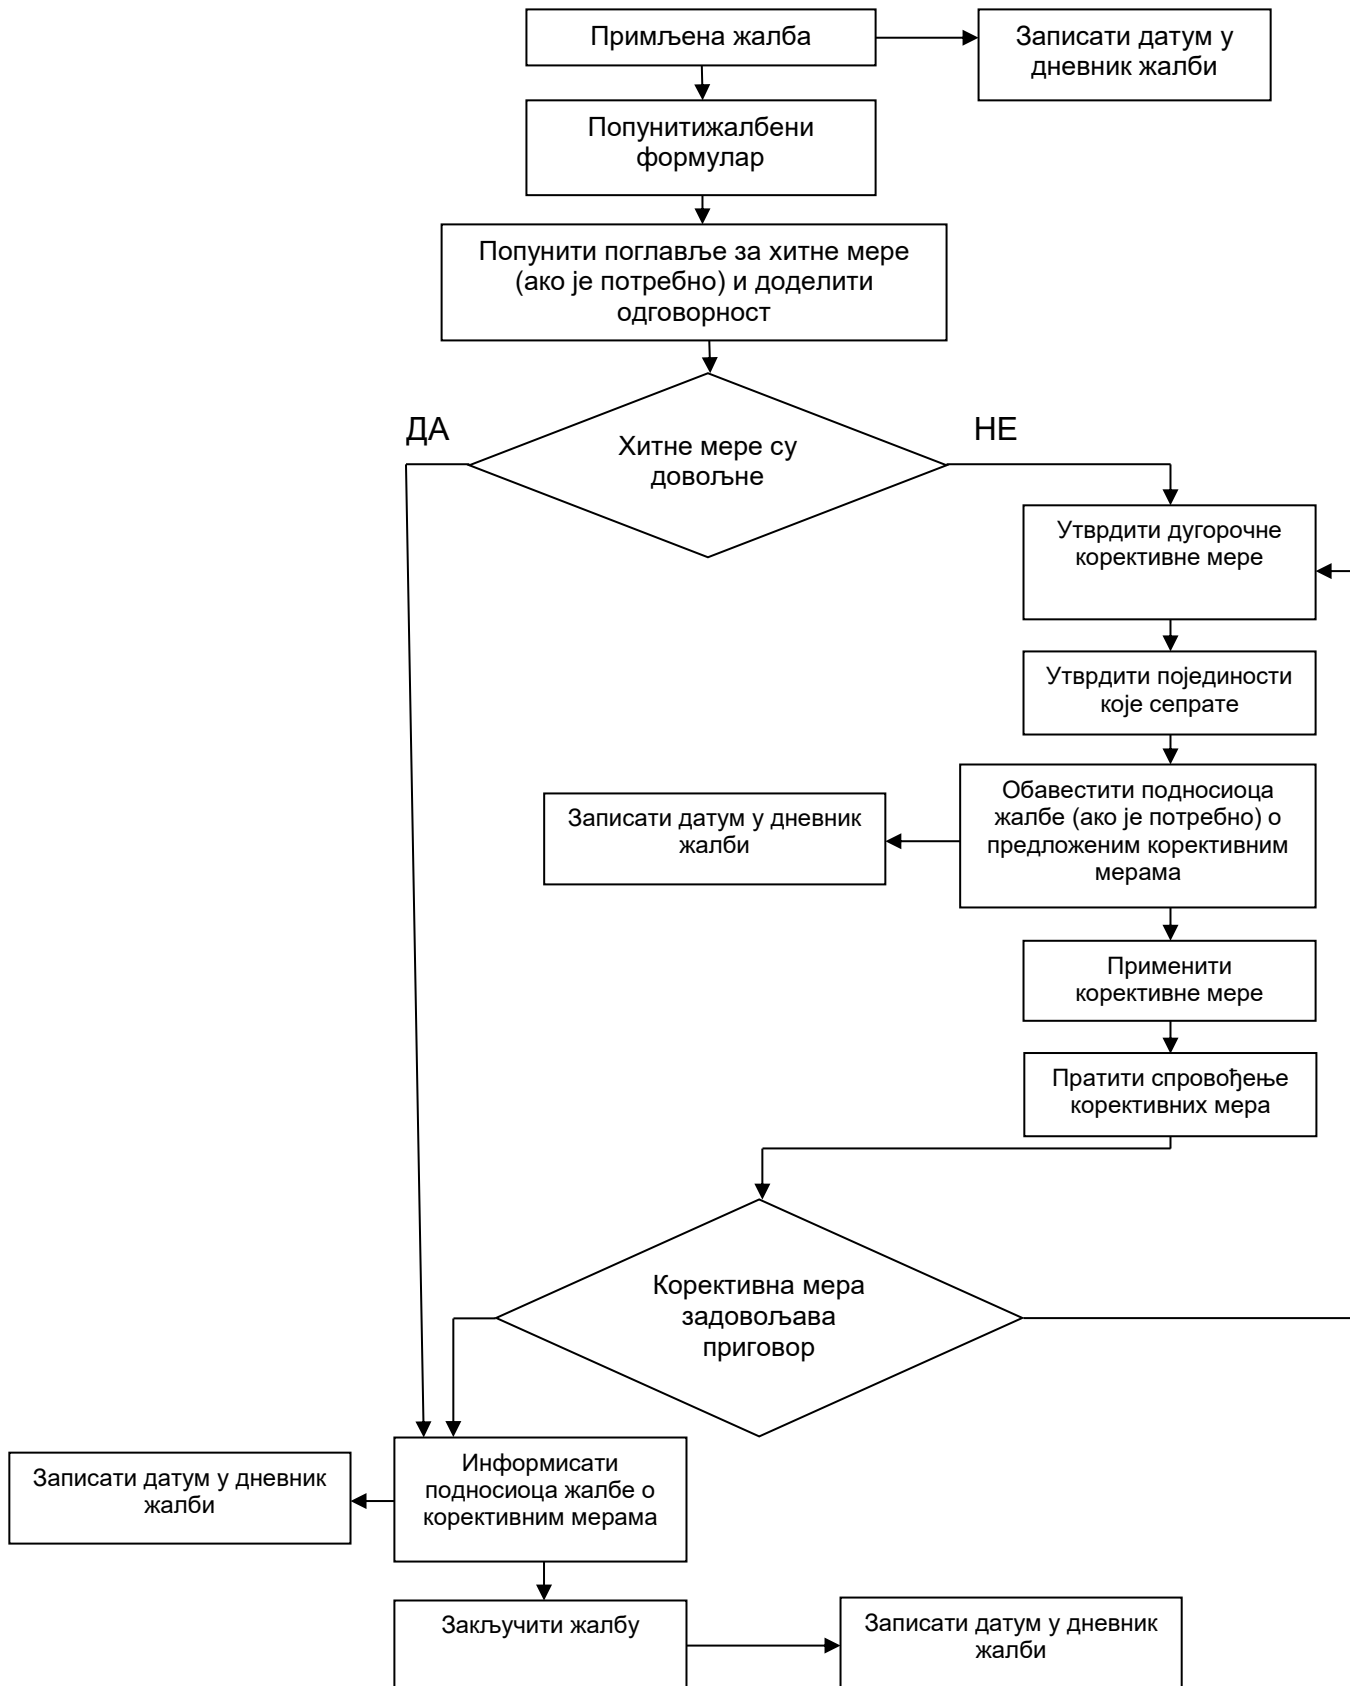 Примљена жалба
Записати датум у
дневник жалби
Попунитижалбени
формулар
Попунити поглавље за хитне мере
(ако је потребно) и доделити
одговорност
ДА
НЕ
Хитне мере су
довољне
Утврдити дугорочне
корективне мере
Утврдити појединости
које сепрате
Обавестити подносиоца
жалбе (ако је потребно) о
предложеним корективним
мерама
Записати датум у дневник
жалби
Применити
корективне мере
Пратити спровођење
корективних мера
Корективна мера
задовољава
приговор
Информисати
подносиоца жалбе о
корективним мерама
Записати датум у дневник
жалби
Закључити жалбу
Записати датум у дневник
жалби